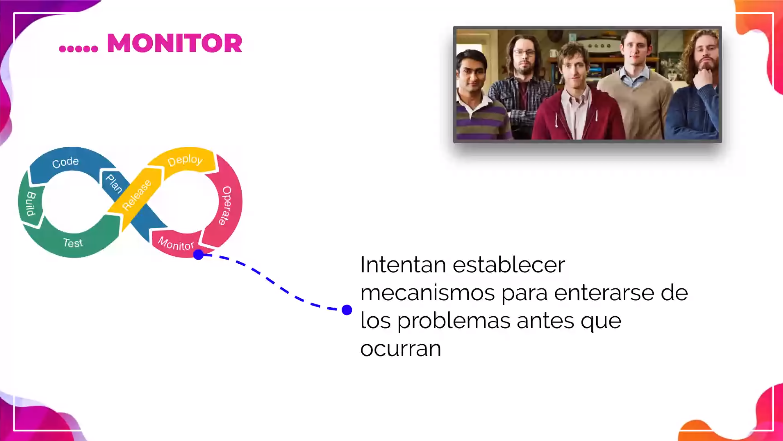 ..... MONITOR
Code
Plan
Release
Deploy
Operate
Build
Test
Monitor
Intentan establecer
mecanismos para enterarse de
los problemas antes que
ocurran